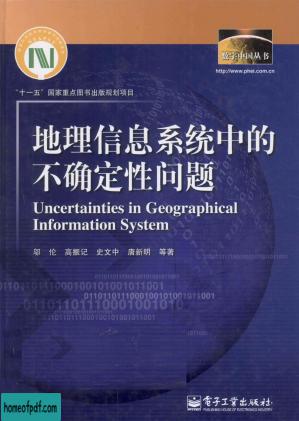 数字中国丛书
http://www.phei.com.cn
"十一五"国家重点图书出版规划项目
地理信息系统中的
不确定性问题
Uncertainties in Geographical
Information System
邬伦 高振记 史文中 唐新明 等著
电子工业出版社
homeofpdf.com